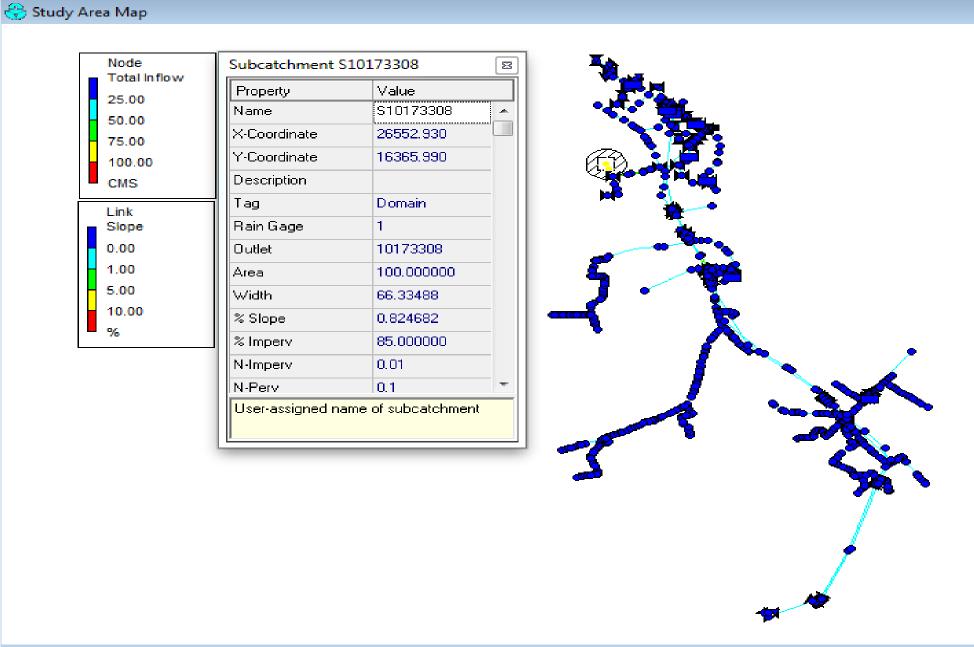 Study Area Map
Node
Total Inflow
25.00
50.00
75.00
100.00
CMS
Link
Slope
0.00
1.00
5.00
10.00
%
Subcatchment S10173308
Property Value
Name S10173308
X-Coordinate 26552.930
Y-Coordinate 16365.990
Description
Tag Domain
Rain Gage 1
Outlet 10173308
Area 100.000000
Width 66.33488
% Slope 0.824682
% Imperv 85.000000
N-Imperv 0.01
N-Perv 0.1
User-assigned name of subcatchment